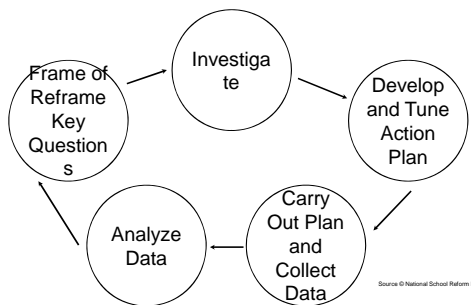 Investiga
te
Frame of
Reframe
Key
Question
s
Develop
and Tune
Action
Plan
Carry
Out Plan
and
Collect
Data
Analyze
Data
Source © National School Reform